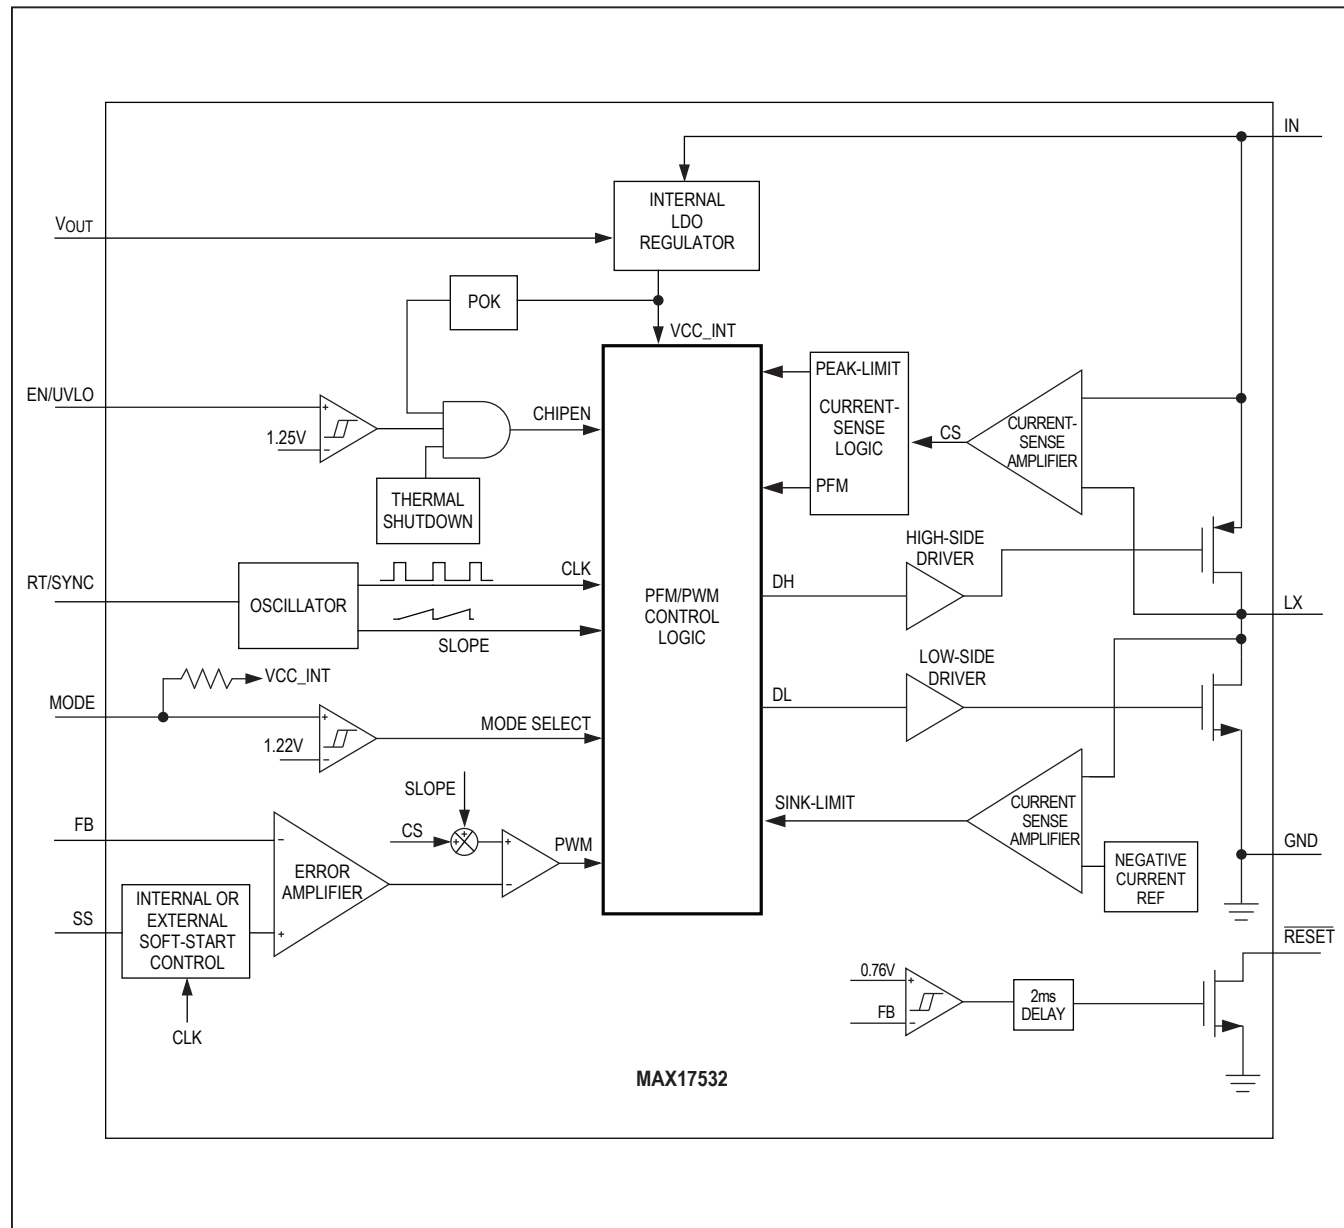 IN
INTERNAL
LDO
REGULATOR
VOUT
POK
VCC_INT
EN/UVLO
+
1.25V
−
CHIPEN
THERMAL
SHUTDOWN
PEAK-LIMIT
CURRENT-
SENSE
LOGIC
PFM
CS
CURRENT-
SENSE
AMPLIFIER
RT/SYNC
OSCILLATOR
CLK
SLOPE
PFM/PWM
CONTROL
LOGIC
HIGH-SIDE
DRIVER
DH
LX
LOW-SIDE
DRIVER
DL
VCC_INT
MODE
+
1.22V
−
MODE SELECT
SLOPE
CS
+
+
+
−
PWM
FB
−
ERROR
AMPLIFIER
+
SS
INTERNAL OR
EXTERNAL
SOFT-START
CONTROL
CLK
SINK-LIMIT
CURRENT
SENSE
AMPLIFIER
NEGATIVE
CURRENT
REF
GND
RESET
0.76V
+
FB
−
2ms
DELAY
MAX17532